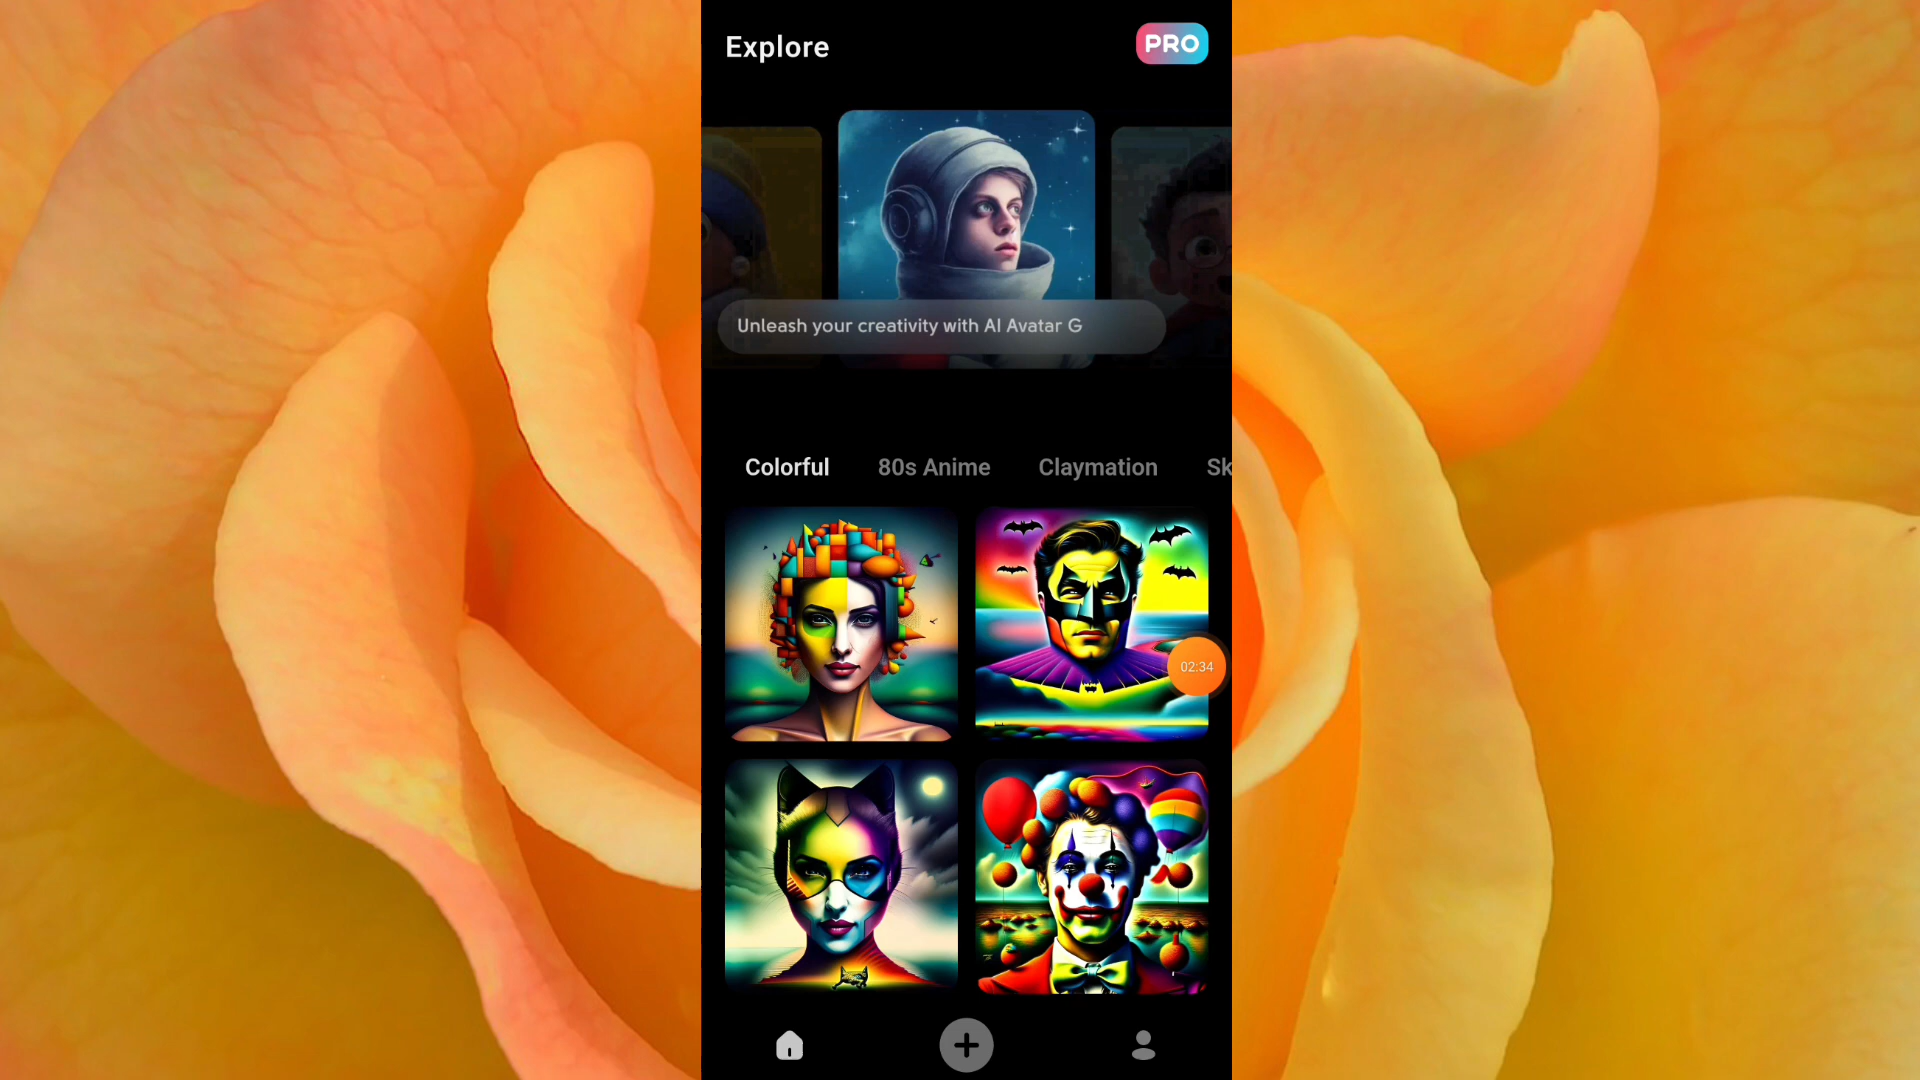 Explore
PRO
Unleash your creativity with AI Avatar G
Colorful 80s Anime Claymation Sk
02:34